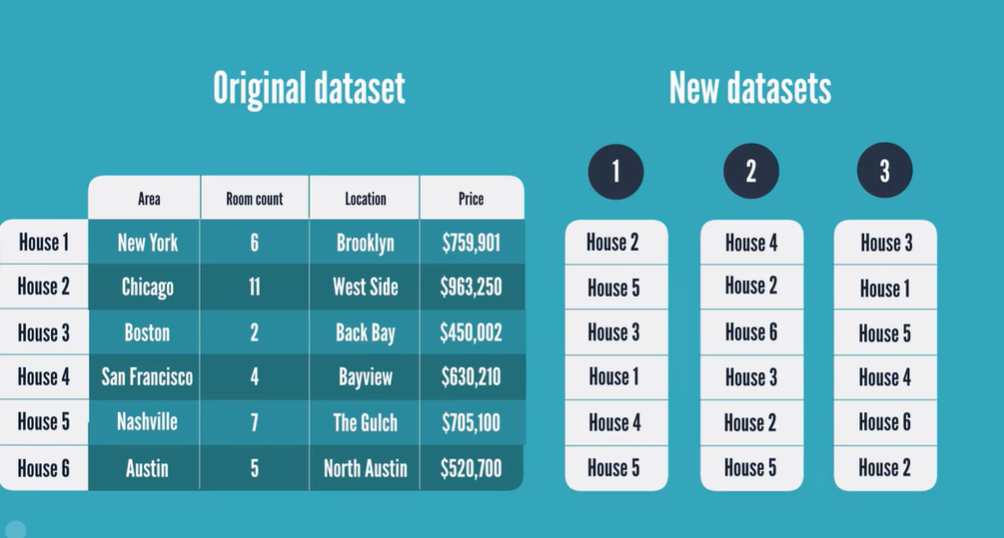 Original dataset
New datasets
1 2 3
Area Room count Location Price
House 1 New York 6 Brooklyn $759,901 House 2 House 4 House 3
House 2 Chicago 11 West Side $963,250 House 5 House 2 House 1
House 3 Boston 2 Back Bay $450,002 House 3 House 6 House 5
House 4 San Francisco 4 Bayview $630,210 House 1 House 3 House 4
House 5 Nashville 7 The Gulch $705,100 House 4 House 2 House 6
House 6 Austin 5 North Austin $520,700 House 5 House 5 House 2